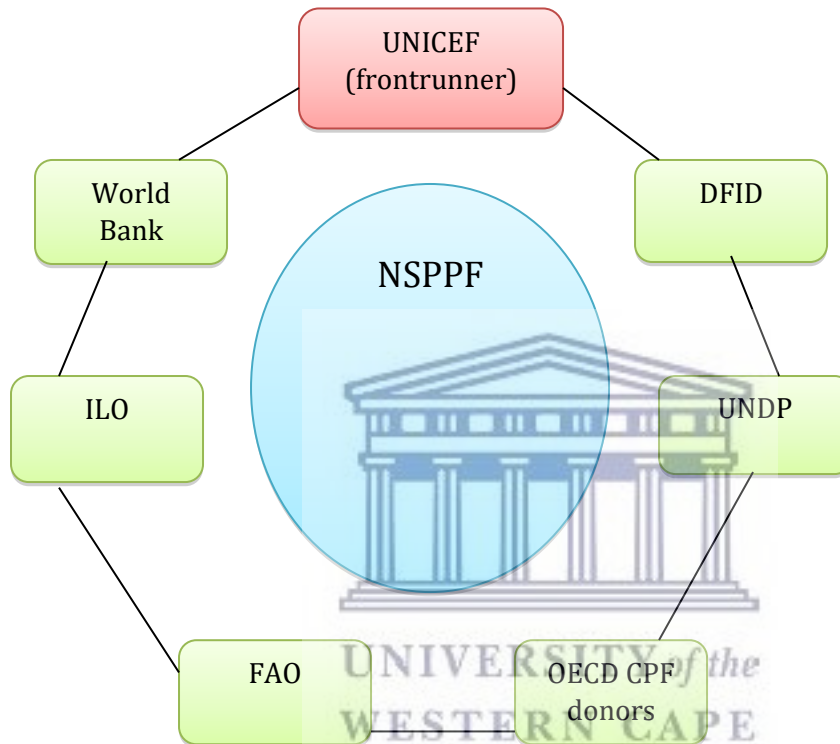 UNICEF
(frontrunner)
World
Bank
DFID
NSPPF
ILO
UNDP
FAO
OECD CPF
donors
UNIVERSITY of the
WESTERN CAPE